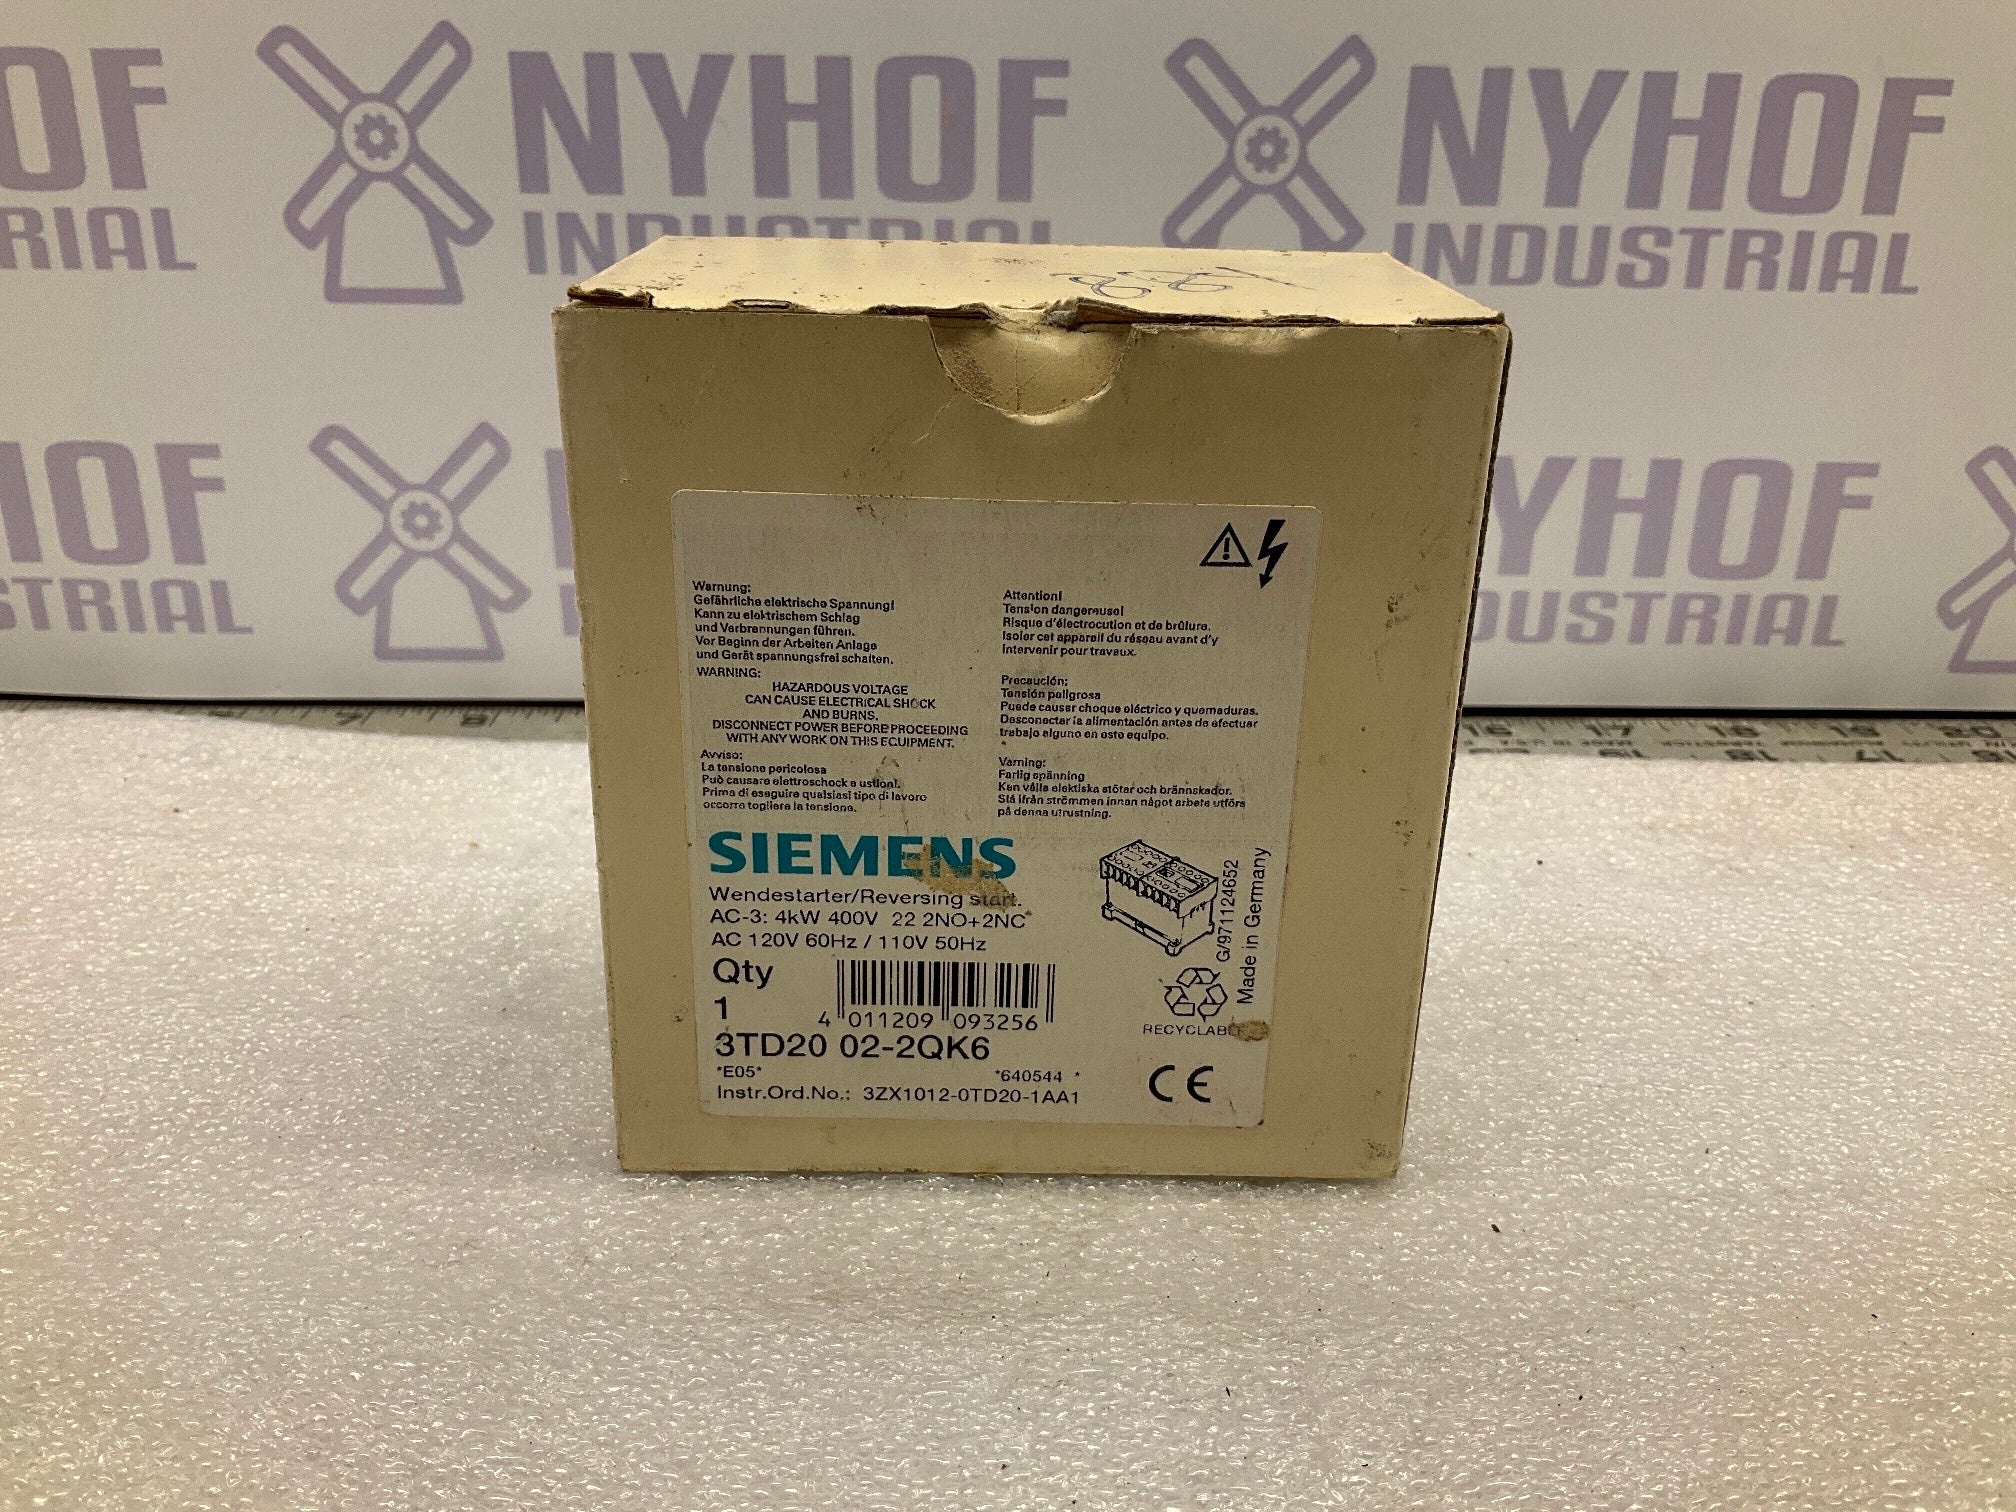 NYHOF
INDUSTRIAL
NYHOF
INDUSTRIAL
Warnung:
Gefährliche elektrische Spannung!
Kann zu elektrischem Schlag
und Verbrennungen führen.
Vor Beginn der Arbeiten Anlage
und Gerät spannungsfrei schalten.
WARNING:
HAZARDOUS VOLTAGE
CAN CAUSE ELECTRICAL SHOCK
AND BURNS.
DISCONNECT POWER BEFORE PROCEEDING
WITH ANY WORK ON THIS EQUIPMENT.
Avviso:
La tensione pericolosa
Può causare elettroschock e ustioni.
Prima di eseguire qualsiasi tipo di lavoro
occorre togliere la tensione.
Attention!
Tension dangereuse!
Risque d'électrocution et de brûlure.
Isoler cet appareil du réseau avant d'y
intervenir pour travaux.
Precaución:
Tensión peligrosa
Puede causar choque eléctrico y quemaduras.
Desconectar la alimentación antes de efectuar
trabajo alguno en este equipo.
Varning:
Farlig spänning
Kan vålla elektiska stötar och brännskador.
Slå ifrån strömmen innan något arbete utförs
på denna utrustning.
SIEMENS
Wendestarter/Reversing start.
AC-3: 4kW 400V 22 2NO+2NC
AC 120V 60Hz / 110V 50Hz
Qty
1
4 011209 093256
3TD20 02-2QK6
*E05* *640544 *
Instr.Ord.No.: 3ZX1012-0TD20-1AA1
G/971124652
Made in Germany
RECYCLABLE
CE